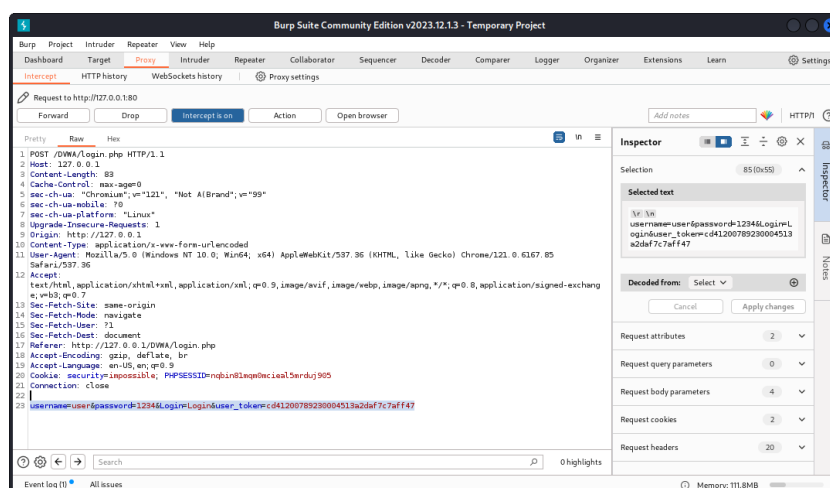 Burp Suite Community Edition v2023.12.1.3 - Temporary Project
Burp Project Intruder Repeater View Help
Dashboard Target Proxy Intruder Repeater Collaborator Sequencer Decoder Comparer Logger Organizer Extensions Learn Settings
Intercept HTTP history WebSockets history Proxy settings
Request to http://127.0.0.1:80
Forward Drop Intercept is on Action Open browser Add notes HTTP/1
Pretty Raw Hex \n
1 POST /DVWA/login.php HTTP/1.1
2 Host: 127.0.0.1
3 Content-Length: 83
4 Cache-Control: max-age=0
5 sec-ch-ua: "Chromium";v="121", "Not A(Brand";v="99"
6 sec-ch-ua-mobile: ?0
7 sec-ch-ua-platform: "Linux"
8 Upgrade-Insecure-Requests: 1
9 Origin: http://127.0.0.1
10 Content-Type: application/x-www-form-urlencoded
11 User-Agent: Mozilla/5.0 (Windows NT 10.0; Win64; x64) AppleWebKit/537.36 (KHTML, like Gecko) Chrome/121.0.6167.85
Safari/537.36
12 Accept:
text/html,application/xhtml+xml,application/xml;q=0.9,image/avif,image/webp,image/apng,*/*;q=0.8,application/signed-exchang
e;v=b3;q=0.7
13 Sec-Fetch-Site: same-origin
14 Sec-Fetch-Mode: navigate
15 Sec-Fetch-User: ?1
16 Sec-Fetch-Dest: document
17 Referer: http://127.0.0.1/DVWA/login.php
18 Accept-Encoding: gzip, deflate, br
19 Accept-Language: en-US,en;q=0.9
20 Cookie: security=impossible; PHPSESSID=nqbin81mqm0mcieal5mrduj905
21 Connection: close
22
23 username=user&password=1234&Login=Login&user_token=cd41200789230004513a2daf7c7aff47
Search 0 highlights
Event log (1) All issues Memory: 111.8MB
Inspector
Selection 85 (0x55)
Selected text
\r \n
username=user&password=1234&Login=L
ogin&user_token=cd41200789230004513
a2daf7c7aff47
Decoded from: Select
Cancel Apply changes
Request attributes 2
Request query parameters 0
Request body parameters 4
Request cookies 2
Request headers 20
Inspector
Notes